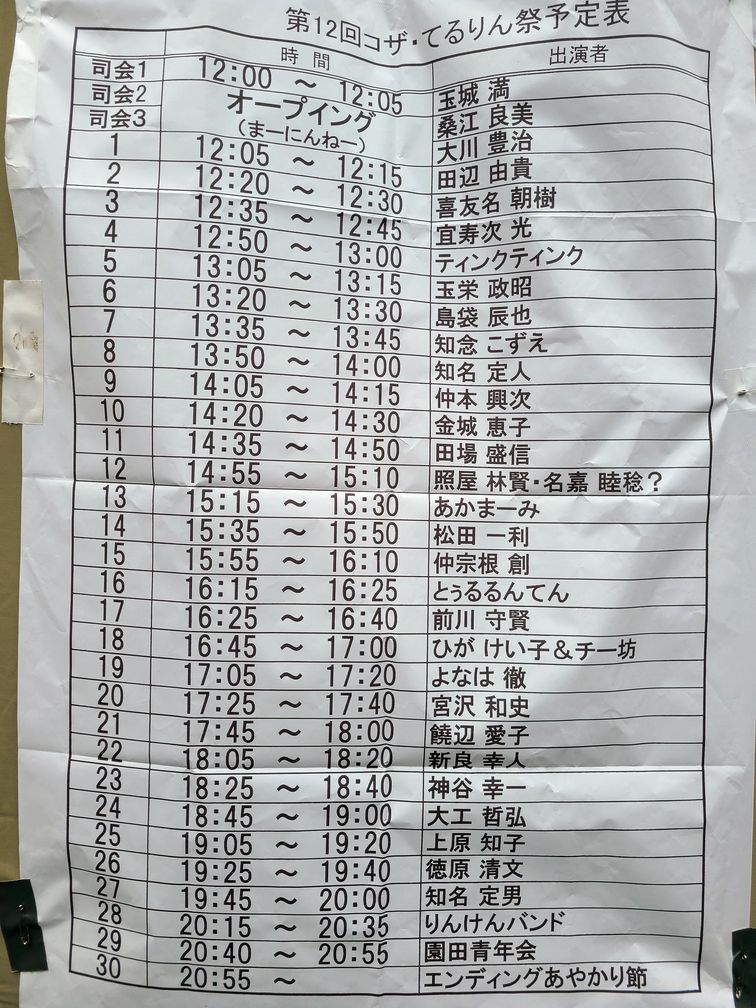 第12回コザ・てるりん祭予定表
時間 出演者
司会1 12:00 ～ 12:05 玉城 満
司会2 オープイング 桑江 良美
司会3 (まーにんねー) 大川 豊治
1 12:05 ～ 12:15 田辺 由貴
2 12:20 ～ 12:30 喜友名 朝樹
3 12:35 ～ 12:45 宜寿次 光
4 12:50 ～ 13:00 ティンクティンク
5 13:05 ～ 13:15 玉栄 政昭
6 13:20 ～ 13:30 島袋 辰也
7 13:35 ～ 13:45 知念 こずえ
8 13:50 ～ 14:00 知名 定人
9 14:05 ～ 14:15 仲本 興次
10 14:20 ～ 14:30 金城 恵子
11 14:35 ～ 14:50 田場 盛信
12 14:55 ～ 15:10 照屋 林賢・名嘉 睦稔？
13 15:15 ～ 15:30 あかまーみ
14 15:35 ～ 15:50 松田 一利
15 15:55 ～ 16:10 仲宗根 創
16 16:15 ～ 16:25 とぅるるんてん
17 16:25 ～ 16:40 前川 守賢
18 16:45 ～ 17:00 ひが けい子＆チー坊
19 17:05 ～ 17:20 よなは 徹
20 17:25 ～ 17:40 宮沢 和史
21 17:45 ～ 18:00 饒辺 愛子
22 18:05 ～ 18:20 新良 幸人
23 18:25 ～ 18:40 神谷 幸一
24 18:45 ～ 19:00 大工 哲弘
25 19:05 ～ 19:20 上原 知子
26 19:25 ～ 19:40 徳原 清文
27 19:45 ～ 20:00 知名 定男
28 20:15 ～ 20:35 りんけんバンド
29 20:40 ～ 20:55 園田青年会
30 20:55 ～ エンディングあやかり節